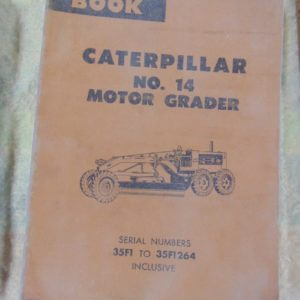 BOOK
CATERPILLAR
NO. 14
MOTOR GRADER
SERIAL NUMBERS
35F1 TO 35F1264
INCLUSIVE